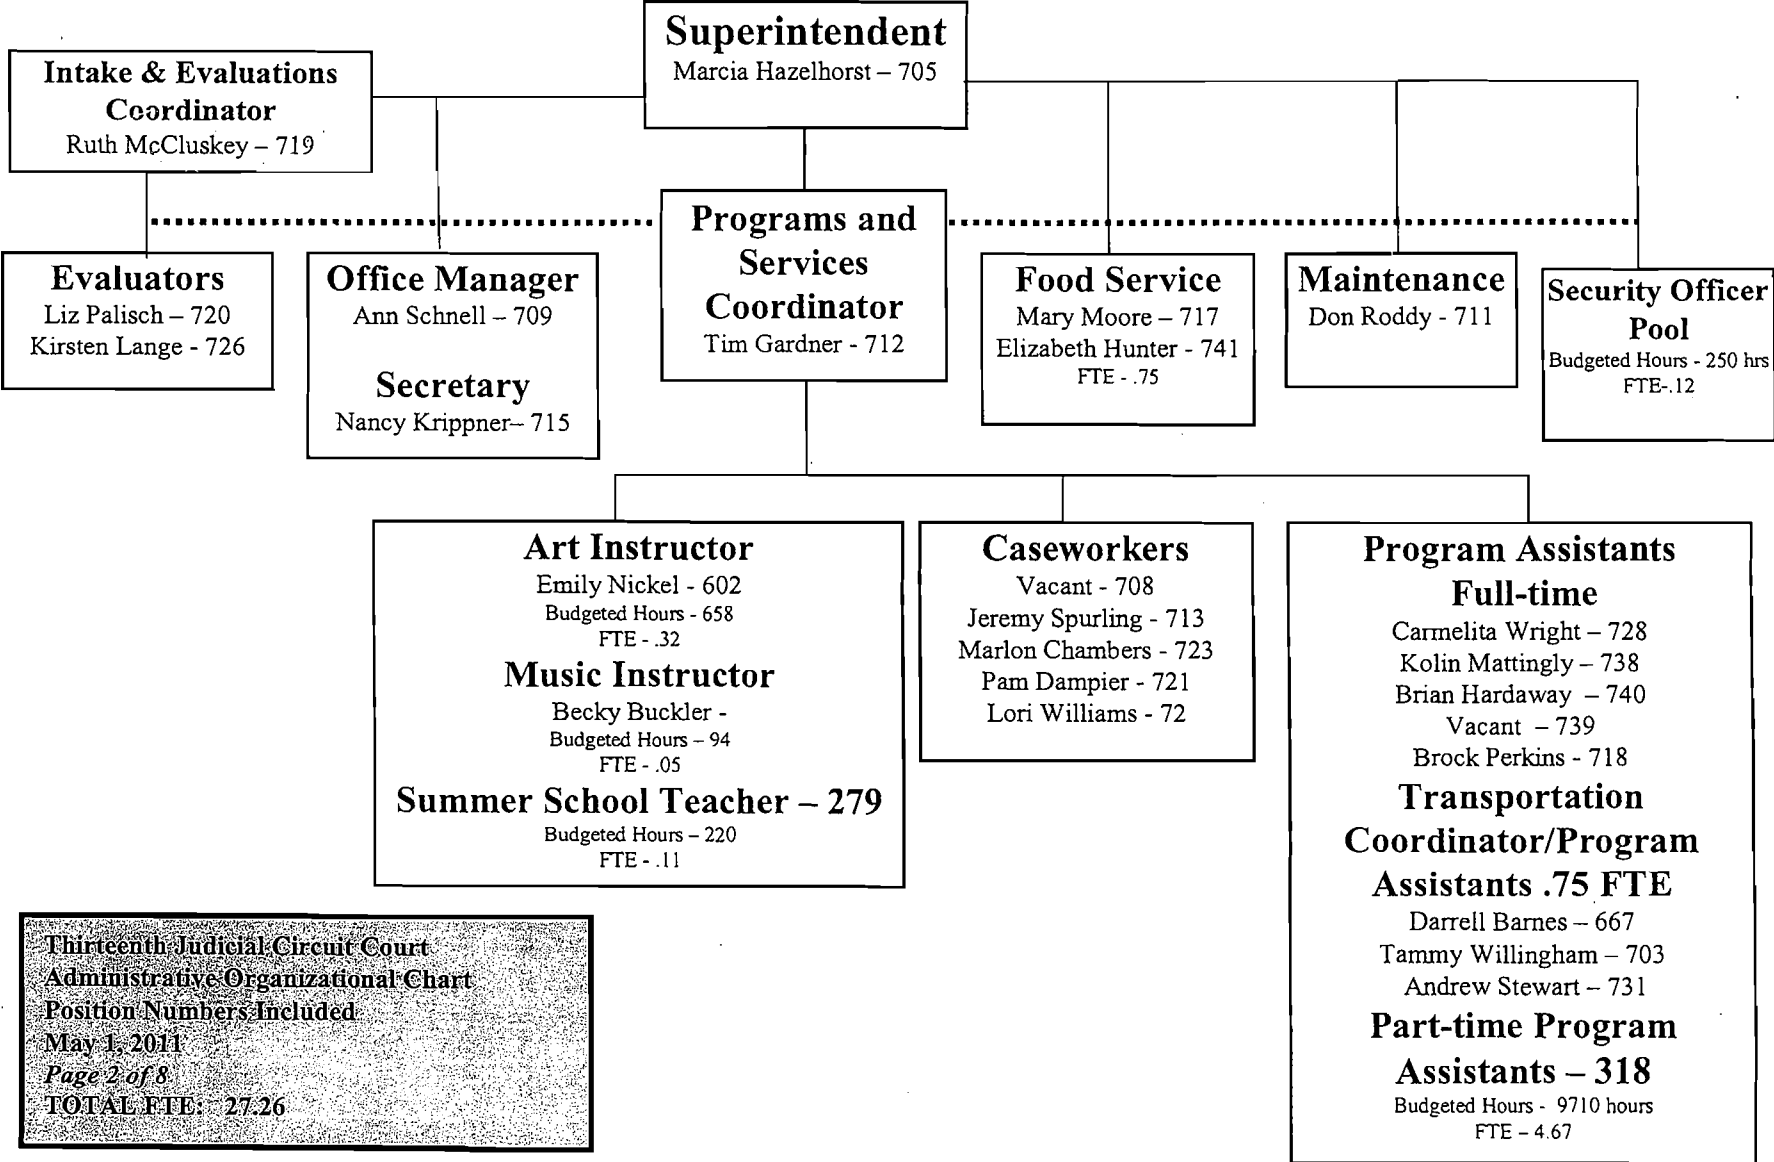 Superintendent
Marcia Hazelhorst – 705
Intake & Evaluations
Coordinator
Ruth McCluskey – 719
Evaluators
Liz Palisch – 720
Kirsten Lange - 726
Office Manager
Ann Schnell – 709
Secretary
Nancy Krippner– 715
Programs and
Services
Coordinator
Tim Gardner - 712
Food Service
Mary Moore – 717
Elizabeth Hunter - 741
FTE - .75
Maintenance
Don Roddy - 711
Security Officer
Pool
Budgeted Hours - 250 hrs
FTE-.12
Art Instructor
Emily Nickel - 602
Budgeted Hours - 658
FTE - .32
Music Instructor
Becky Buckler -
Budgeted Hours – 94
FTE - .05
Summer School Teacher – 279
Budgeted Hours – 220
FTE - .11
Caseworkers
Vacant - 708
Jeremy Spurling - 713
Marlon Chambers - 723
Pam Dampier - 721
Lori Williams - 72
Program Assistants
Full-time
Carmelita Wright – 728
Kolin Mattingly – 738
Brian Hardaway – 740
Vacant – 739
Brock Perkins - 718
Transportation
Coordinator/Program
Assistants .75 FTE
Darrell Barnes – 667
Tammy Willingham – 703
Andrew Stewart – 731
Part-time Program
Assistants – 318
Budgeted Hours - 9710 hours
FTE – 4.67
Thirteenth Judicial Circuit Court
Administrative Organizational Chart
Position Numbers Included
May 1, 2011
Page 2 of 8
TOTAL FTE: 27.26